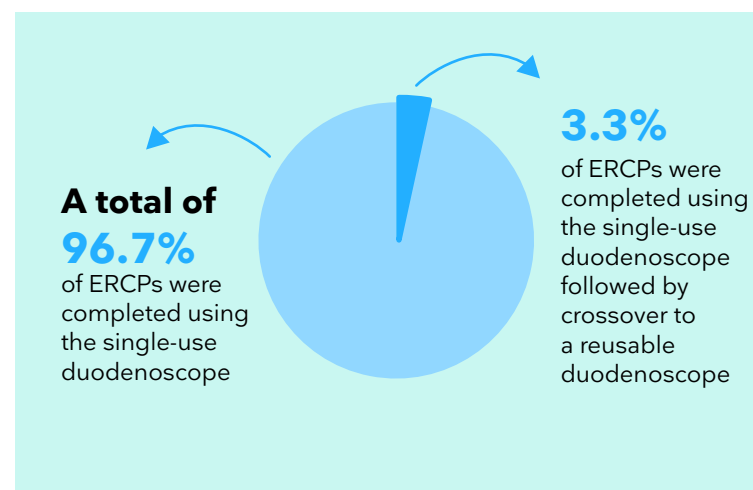 A total of
96.7%
of ERCPs were
completed using
the single-use
duodenoscope
3.3%
of ERCPs were
completed using
the single-use
duodenoscope
followed by
crossover to
a reusable
duodenoscope